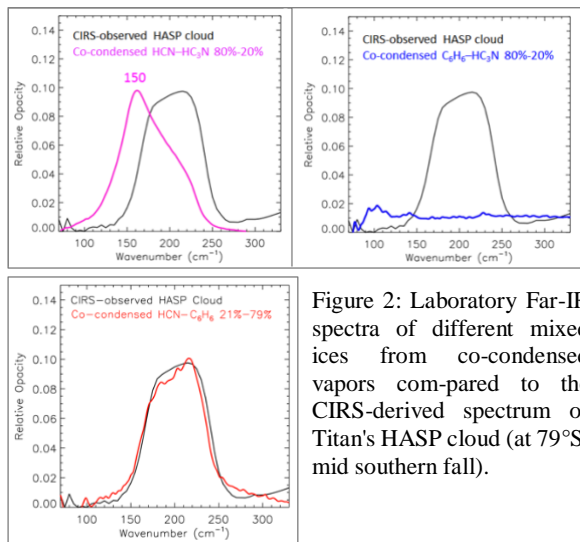 CIRS-observed HASP cloud
Co-condensed HCN–HC3N 80%-20%
150
Relative Opacity
0.14
0.12
0.10
0.08
0.06
0.04
0.02
0.00
100 150 200 250 300
Wavenumber (cm⁻¹)
CIRS-observed HASP cloud
Co-condensed C6H6–HC3N 80%-20%
Relative Opacity
0.14
0.12
0.10
0.08
0.06
0.04
0.02
0.00
100 150 200 250 300
Wavenumber (cm⁻¹)
CIRS-observed HASP Cloud
Co-condensed HCN-C6H6 21%-79%
Relative Opacity
0.14
0.12
0.10
0.08
0.06
0.04
0.02
0.00
100 150 200 250 300
Wavenumber (cm⁻¹)
Figure 2: Laboratory Far-IR
spectra of different mixed
ices from co-condensed
vapors com-pared to the
CIRS-derived spectrum of
Titan's HASP cloud (at 79°S,
mid southern fall).